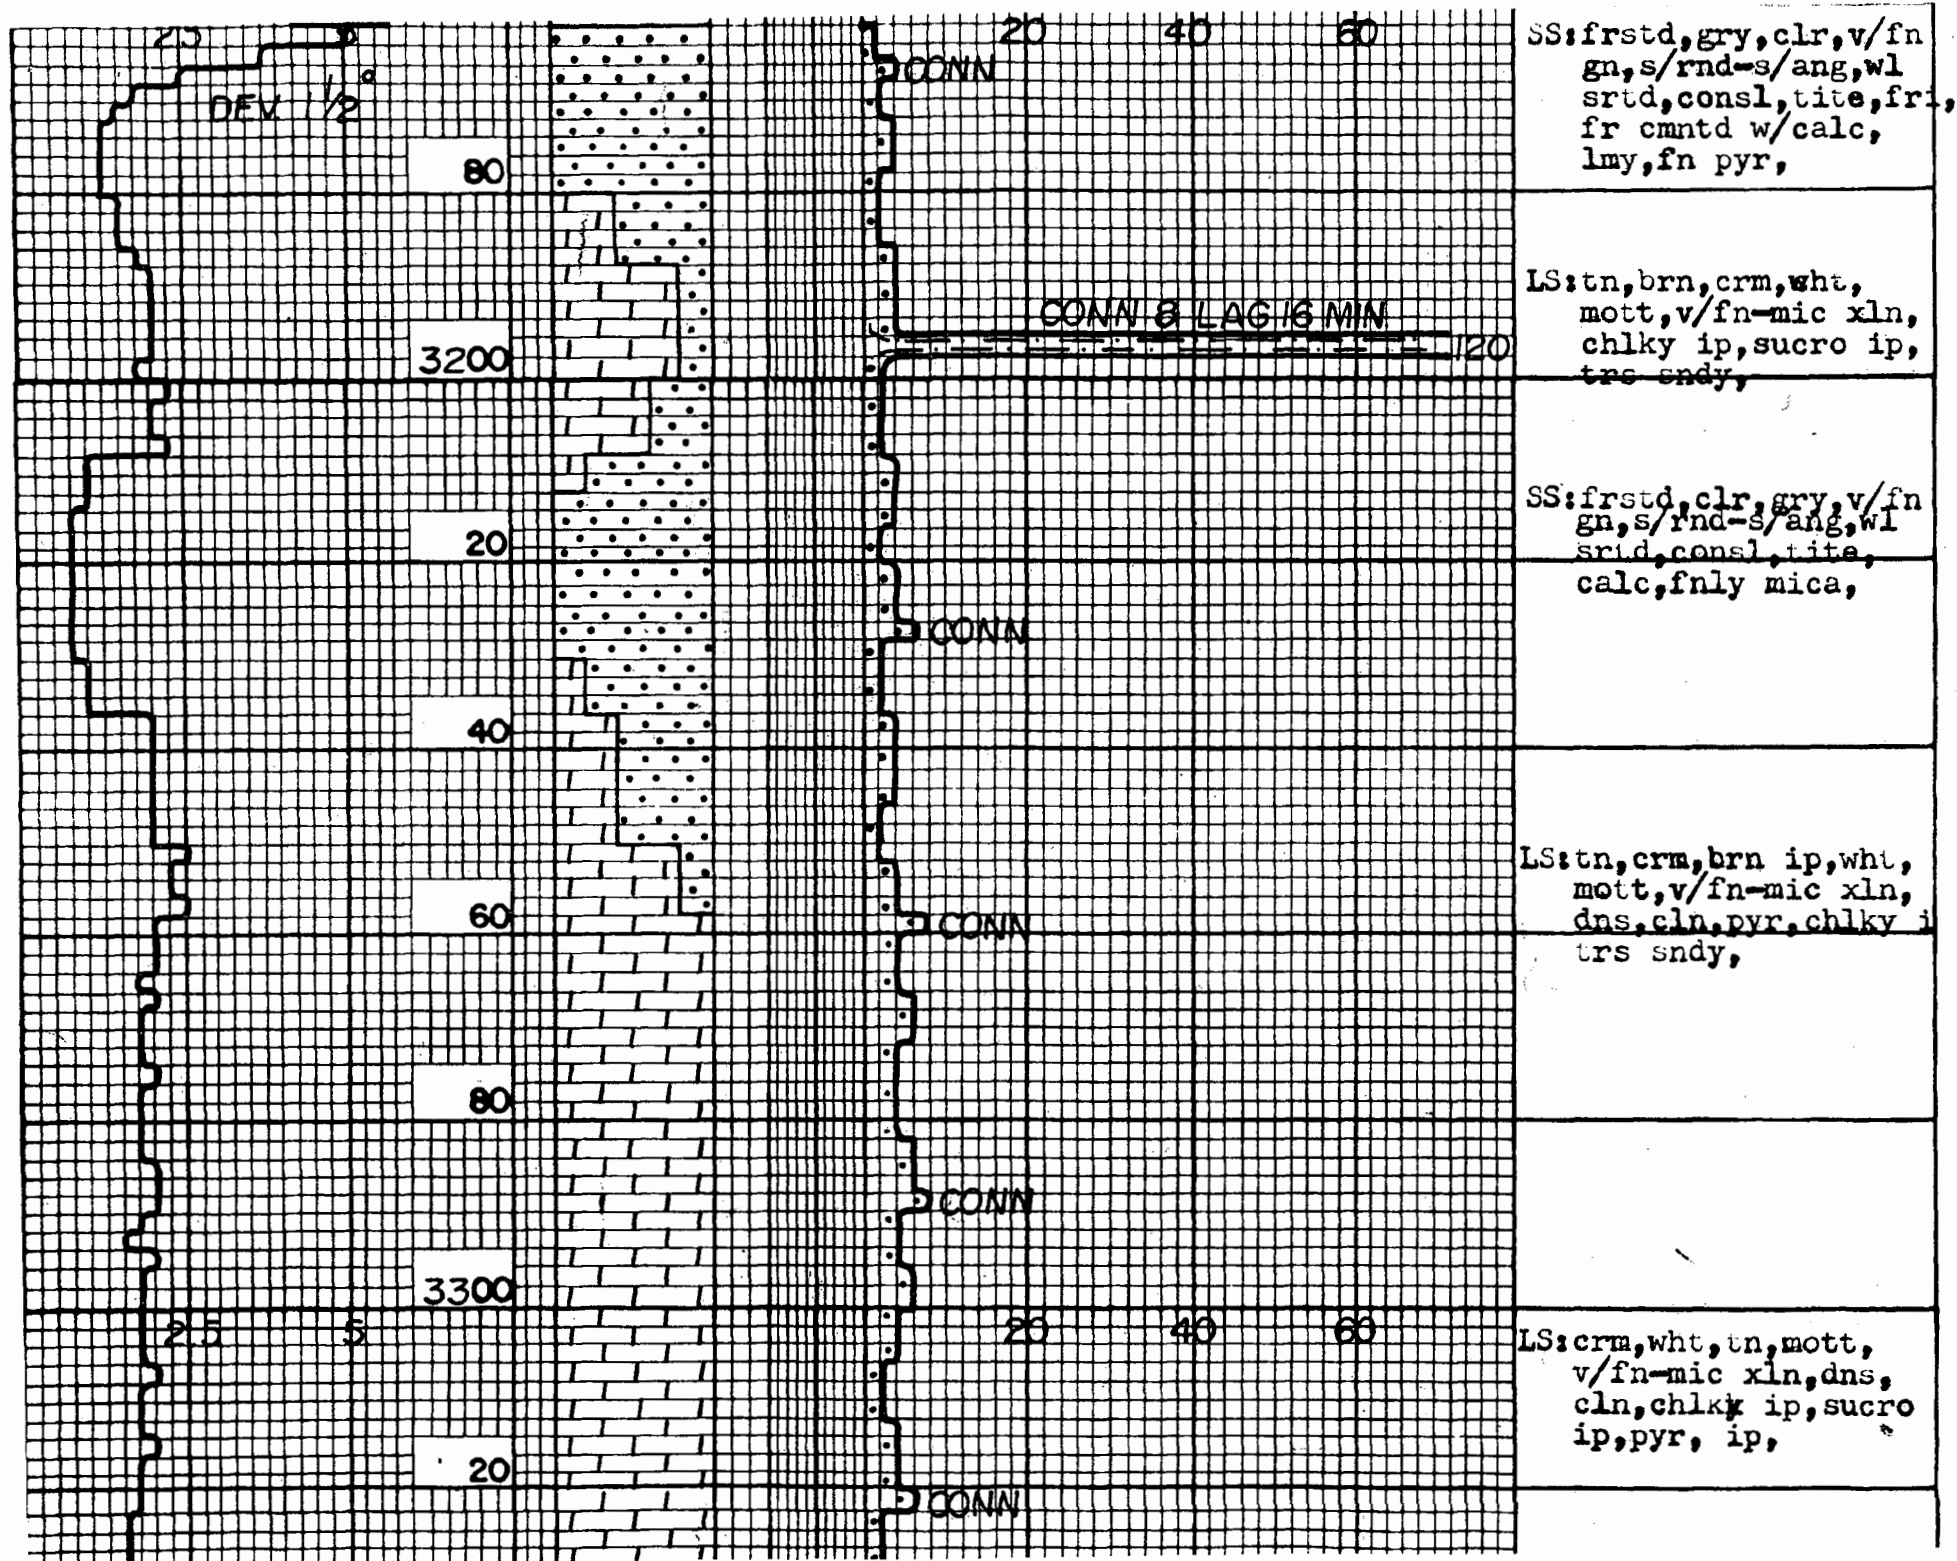 25 5
20 40 60
CONN
DEV. 1 1/2°
80
CONN & LAG 16 MIN
120
3200
20
CONN
40
60
CONN
80
CONN
3300
2.5 5
20 40 60
20
CONN
SS:frstd,gry,clr,v/fn
gn,s/rnd-s/ang,wl
srtd,consl,tite,fri,
fr cmntd w/calc,
lmy,fn pyr,
LS:tn,brn,crm,wht,
mott,v/fn-mic xln,
chlky ip,sucro ip,
trs sndy,
SS:frstd,clr,gry,v/fn
gn,s/rnd-s/ang,wl
srtd,consl,tite,
calc,fnly mica,
LS:tn,crm,brn ip,wht,
mott,v/fn-mic xln,
dns,cln,pyr,chlky i
trs sndy,
LS:crm,wht,tn,mott,
v/fn-mic xln,dns,
cln,chlky ip,sucro
ip,pyr, ip,